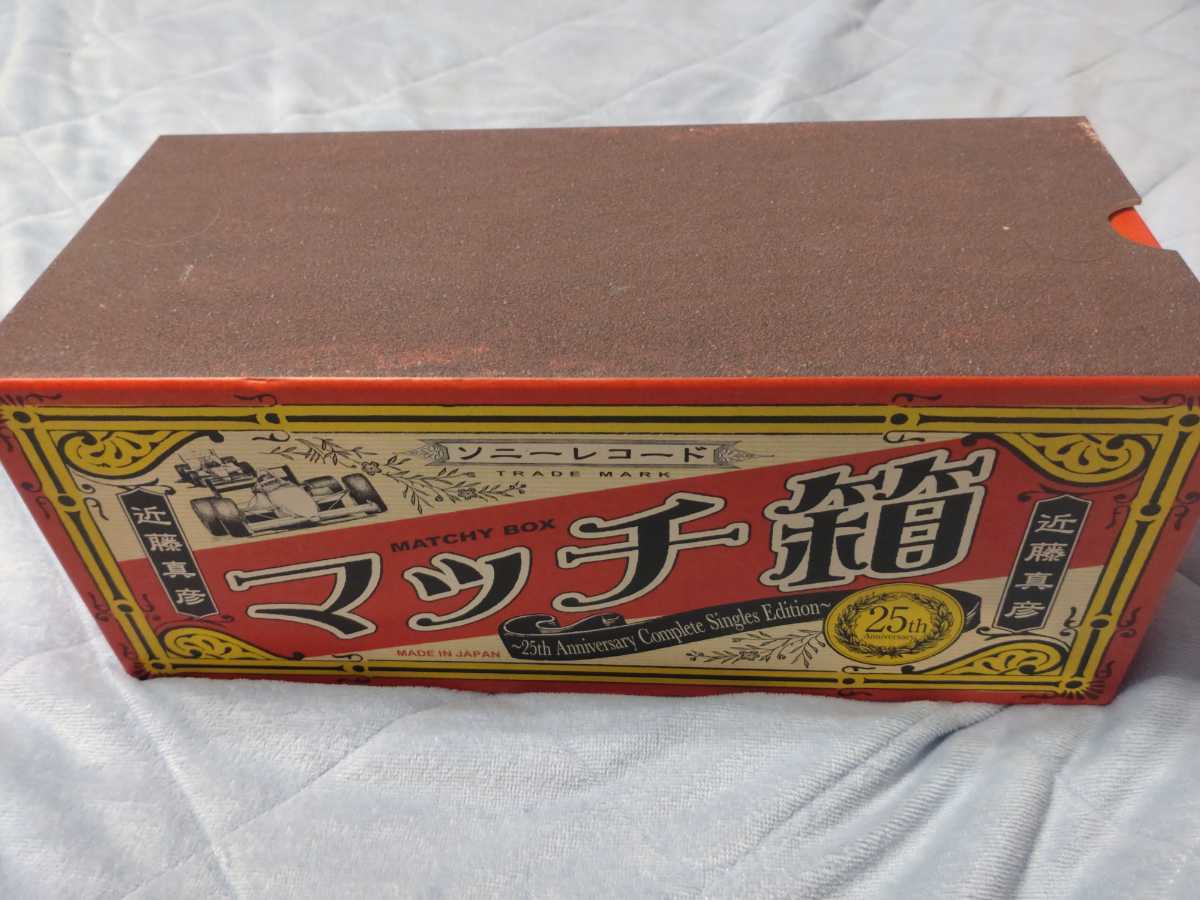 ソニーレコード
TRADE MARK
近藤真彦
MATCHY BOX
マッチ箱
近藤真彦
~25th Anniversary Complete Singles Edition~
25th
Anniversary
MADE IN JAPAN